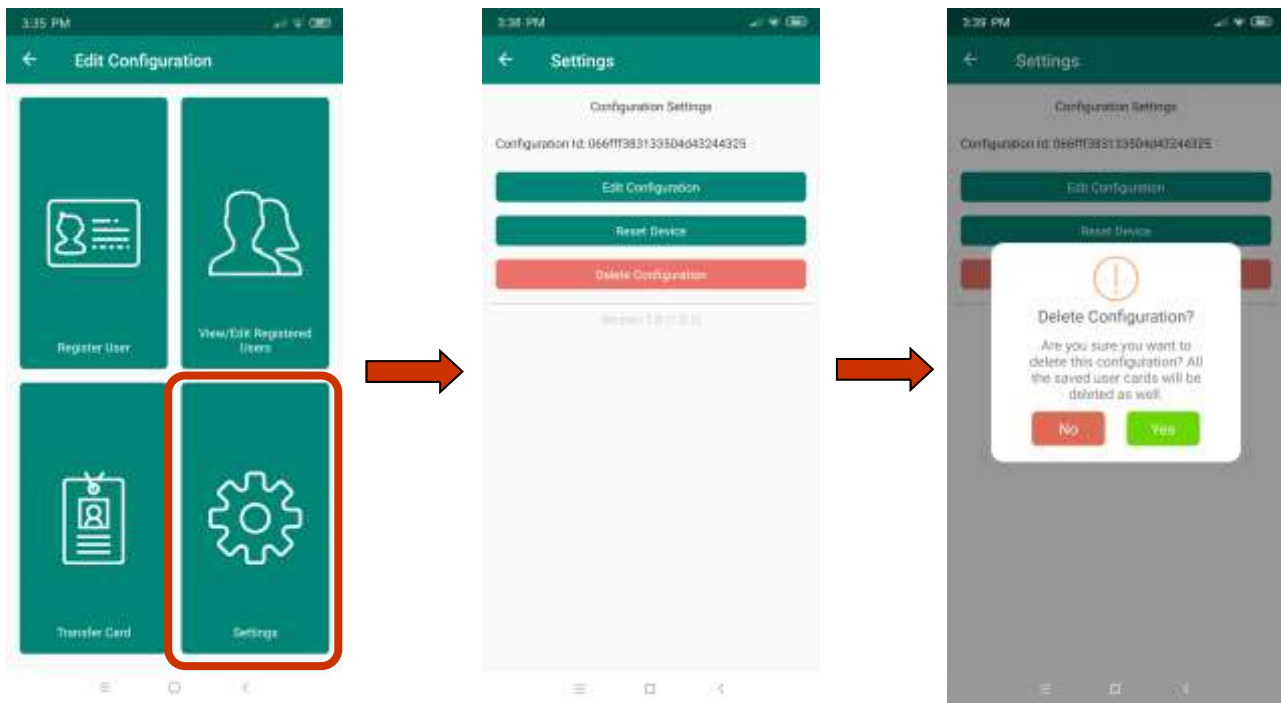 3:35 PM
Edit Configuration
Register User
View/Edit Registered
Users
Transfer Card
Settings
3:38 PM
Settings
Configuration Settings
Configuration Id:
Edit Configuration
Reset Device
Delete Configuration
3:39 PM
Settings
Configuration Settings
Configuration Id:
Edit Configuration
Reset Device
Delete Configuration?
Are you sure you want to
delete this configuration? All
the saved user cards will be
deleted as well.
No
Yes